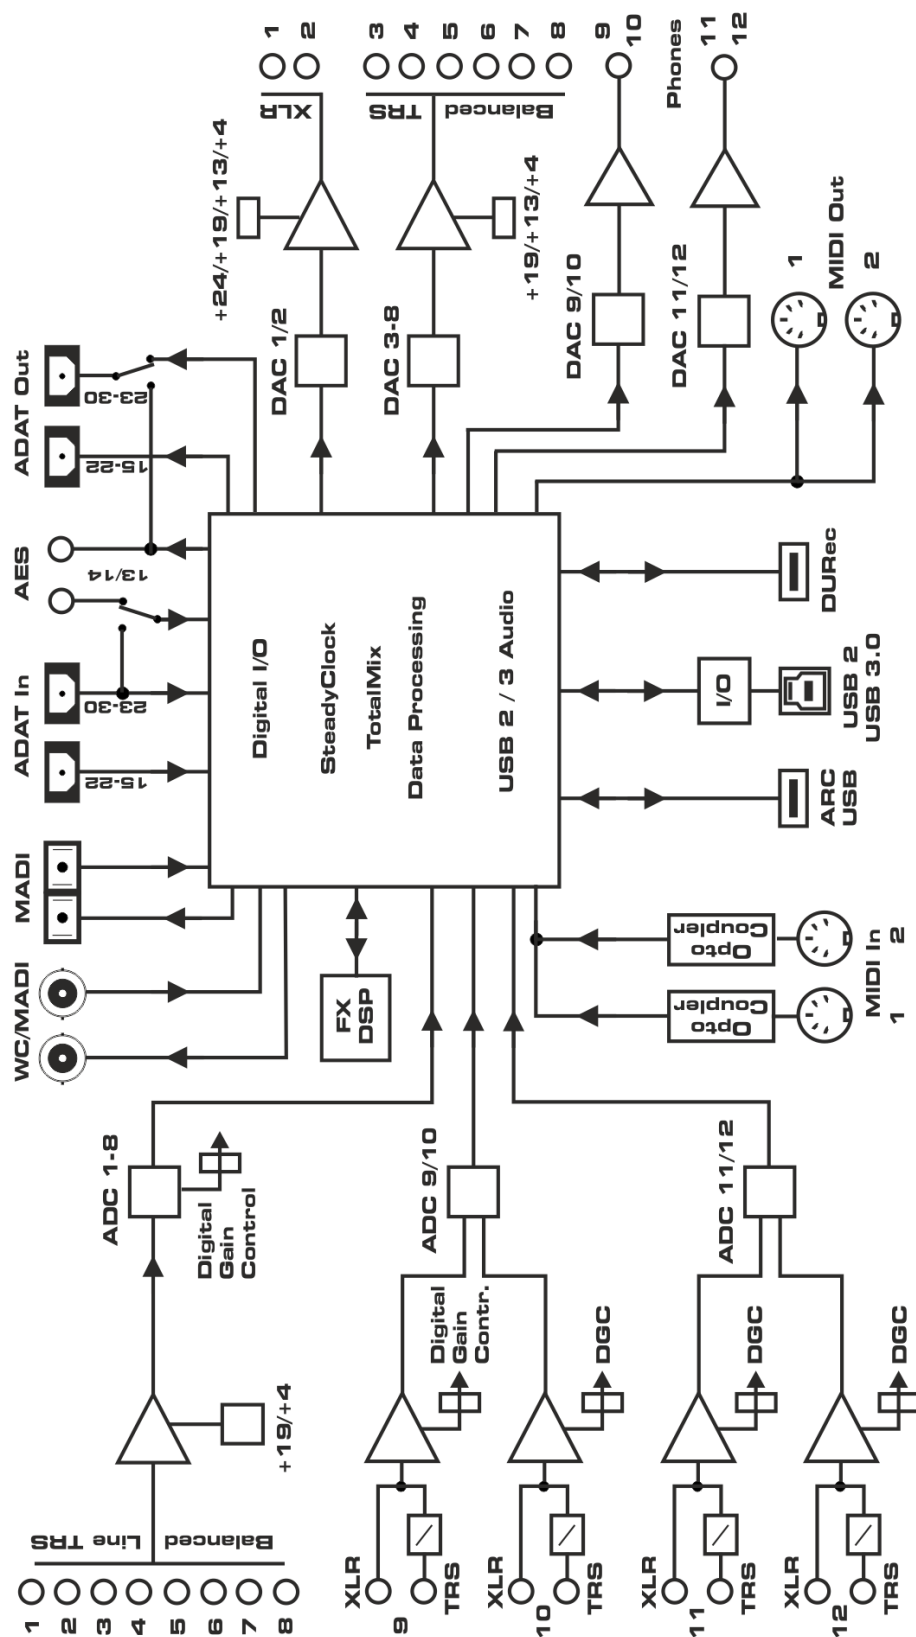 1
2
XLR
+24/+19/+13/+4
DAC 1/2
3
4
5
6
7
8
Balanced TRS
+19/+13/+4
DAC 3-8
9
10
DAC 9/10
Phones
11
12
DAC 11/12
1
MIDI Out
2
ADAT Out
23-30
15-22
AES
13/14
ADAT In
23-30
15-22
MADI
WC/MADI
Digital I/O
SteadyClock
TotalMix
Data Processing
USB 2 / 3 Audio
DURec
I/O
USB 2
USB 3.0
ARC
USB
FX
DSP
Opto
Coupler
Opto
Coupler
MIDI In
1
2
ADC 1-8
Digital
Gain
Control
+19/+4
Balanced Line TRS
1
2
3
4
5
6
7
8
ADC 9/10
Digital
Gain
Contr.
DGC
XLR
9
TRS
XLR
10
TRS
ADC 11/12
DGC
DGC
XLR
11
TRS
XLR
12
TRS